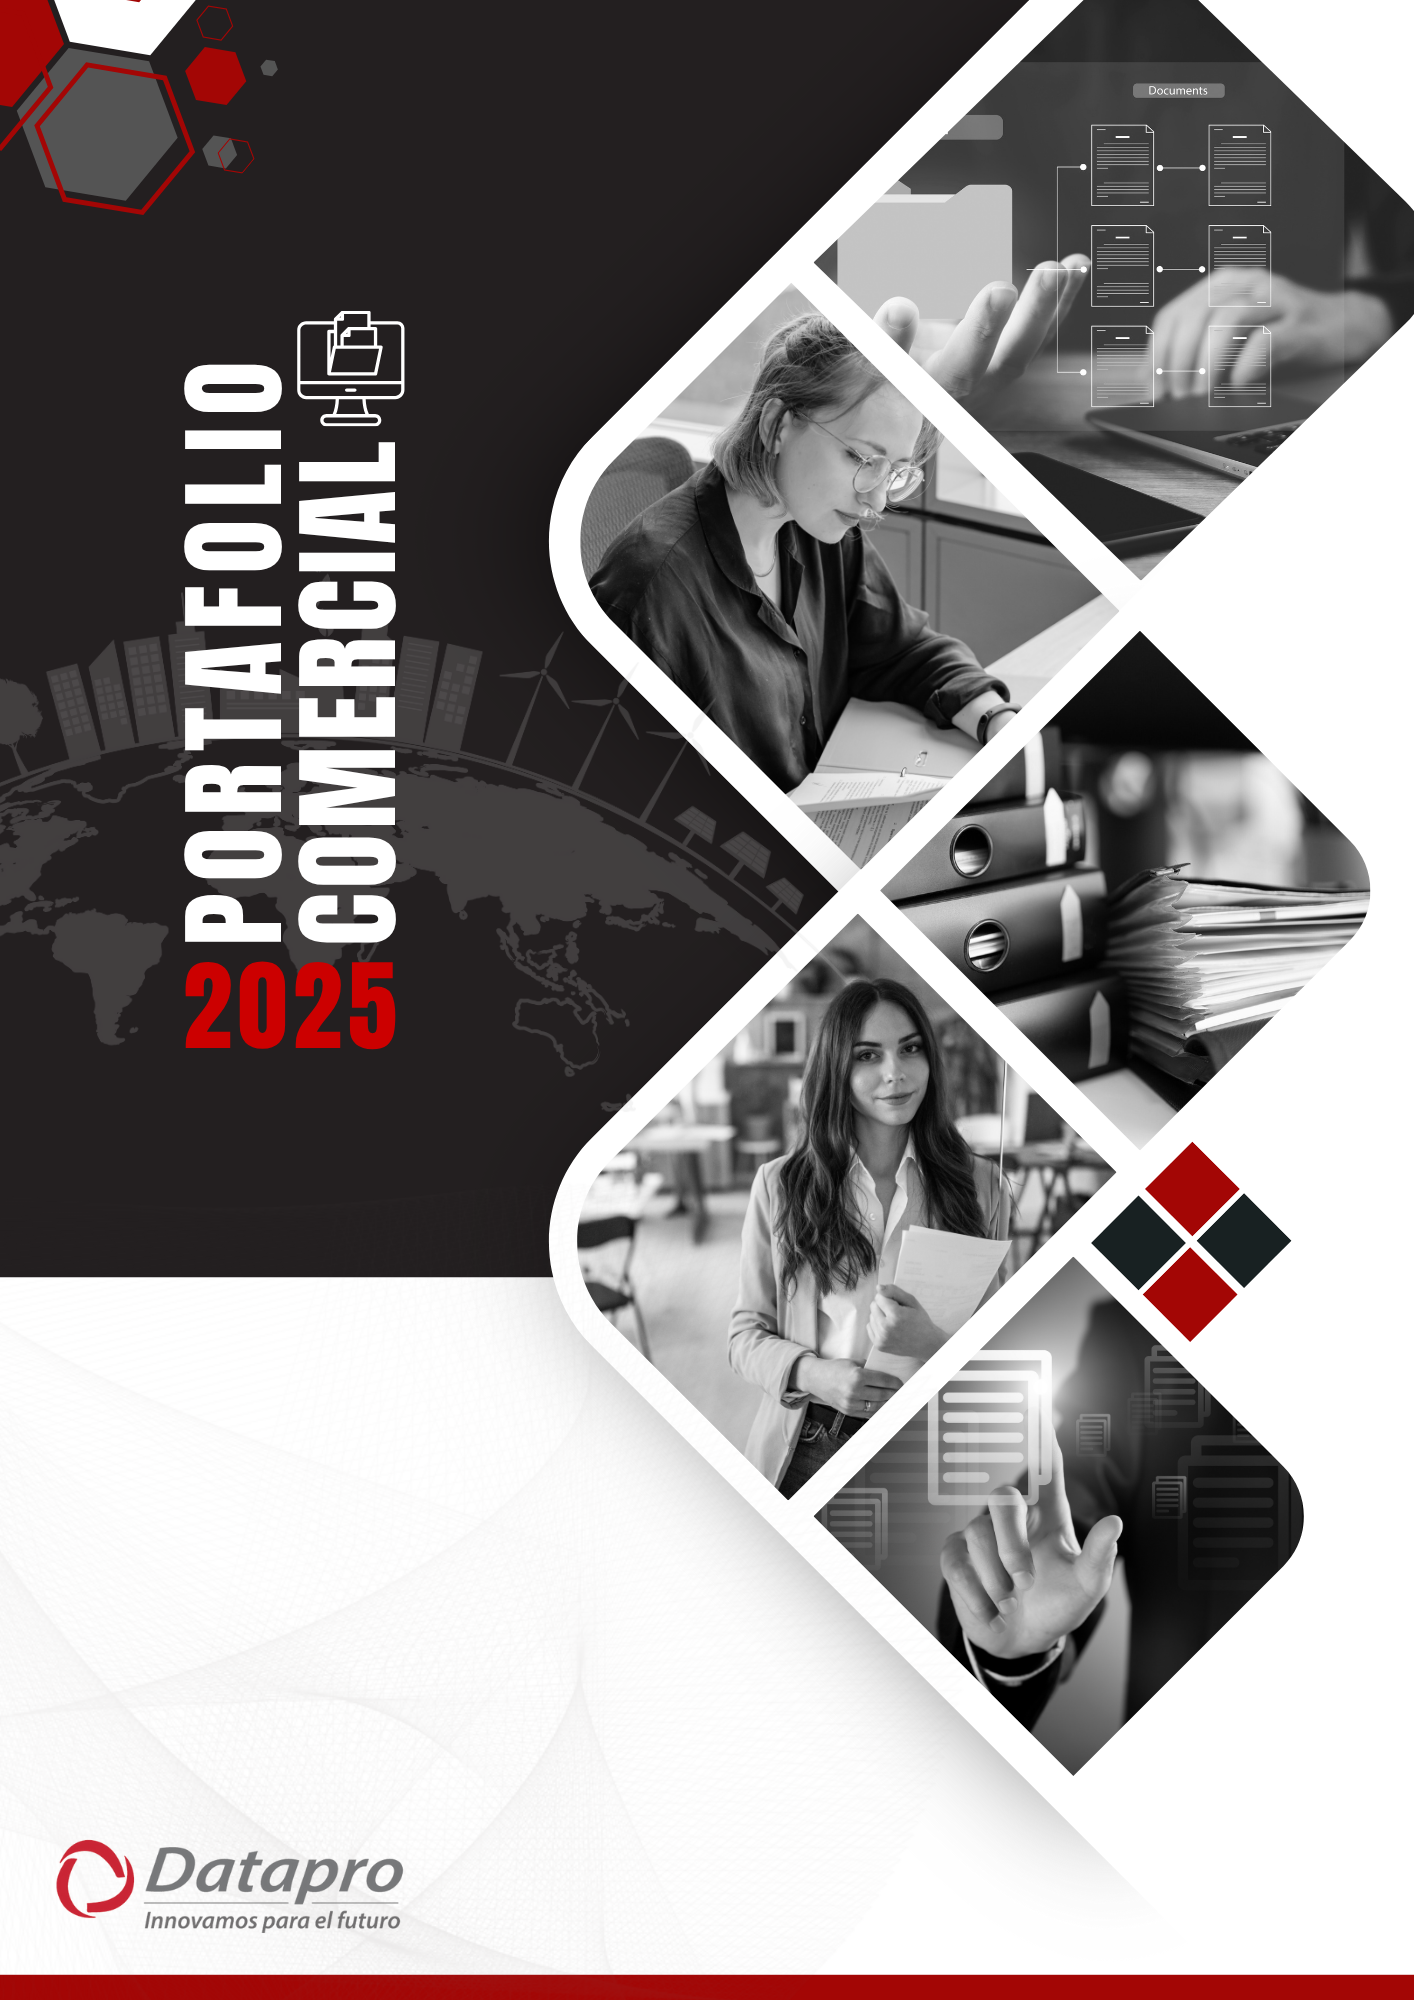 Documents
PORTAFOLIO
COMERCIAL
2025
Datapro
Innovamos para el futuro